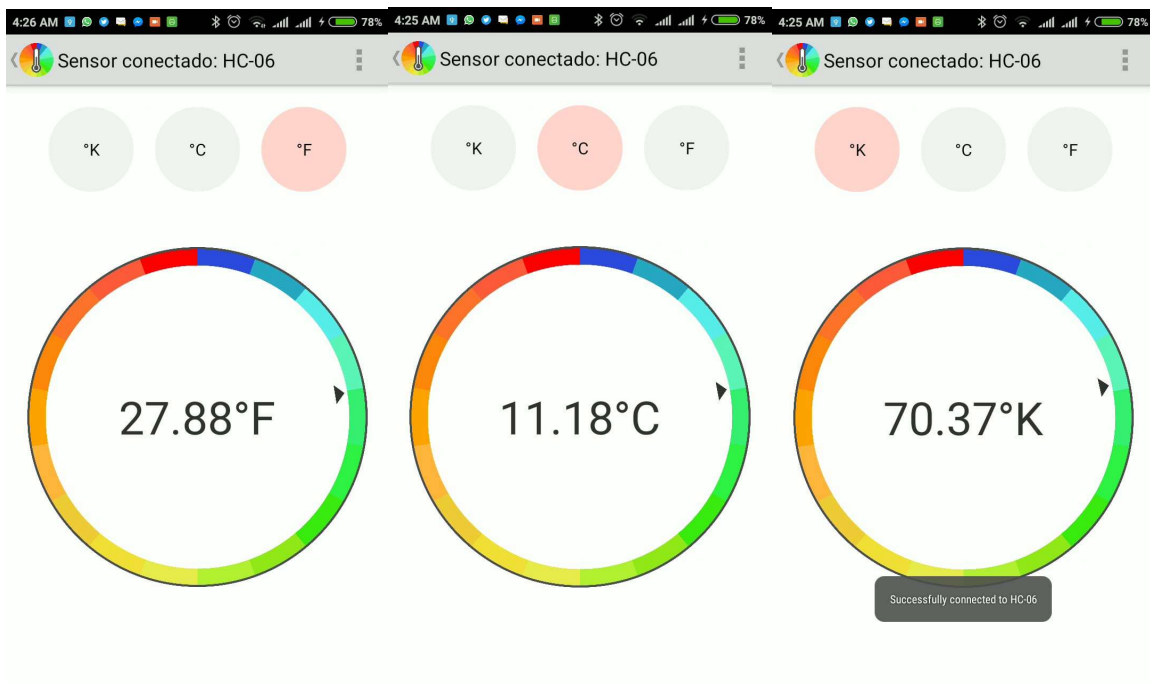 4:26 AM 78%
Sensor conectado: HC-06
°K °C °F
27.88°F
4:25 AM 78%
Sensor conectado: HC-06
°K °C °F
11.18°C
4:25 AM 78%
Sensor conectado: HC-06
°K °C °F
70.37°K
Successfully connected to HC-06